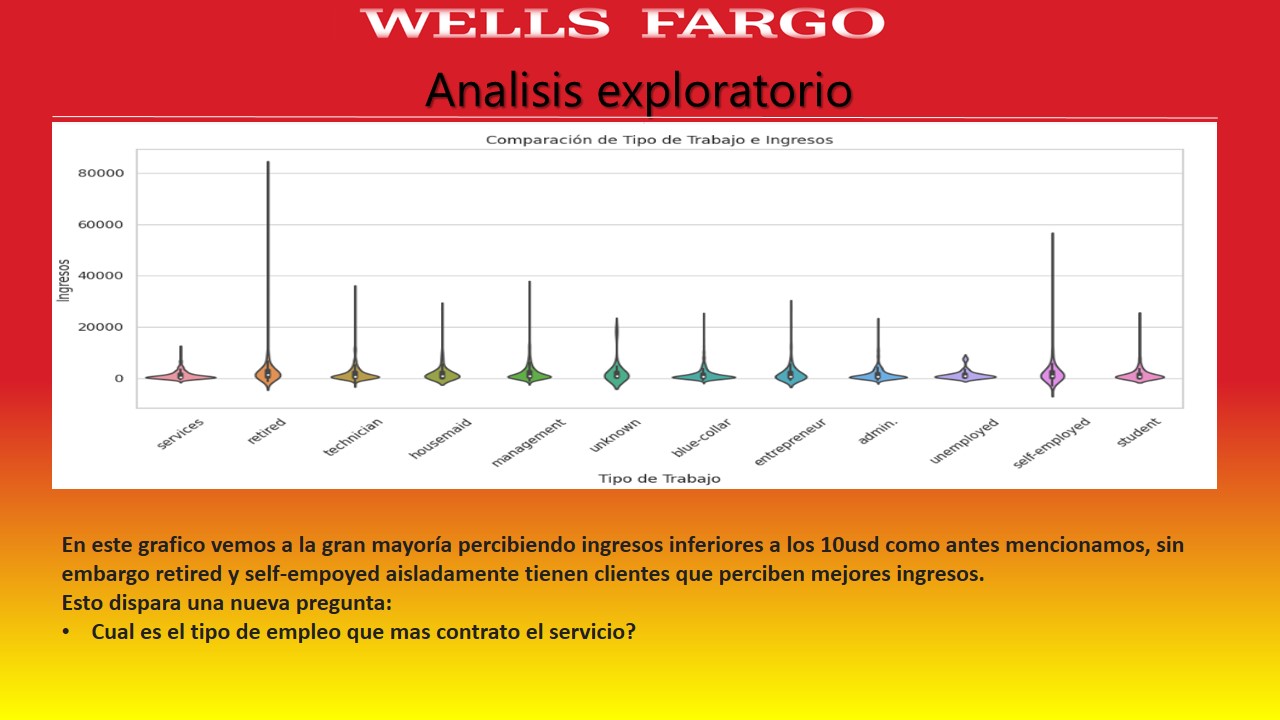 WELLS FARGO
Analisis exploratorio
Comparación de Tipo de Trabajo e Ingresos
Ingresos
80000
60000
40000
20000
0
services
retired
technician
housemaid
management
unknown
blue-collar
entrepreneur
admin.
unemployed
self-employed
student
Tipo de Trabajo
En este grafico vemos a la gran mayoría percibiendo ingresos inferiores a los 10usd como antes mencionamos, sin
embargo retired y self-empoyed aisladamente tienen clientes que perciben mejores ingresos.
Esto dispara una nueva pregunta:
• Cual es el tipo de empleo que mas contrato el servicio?